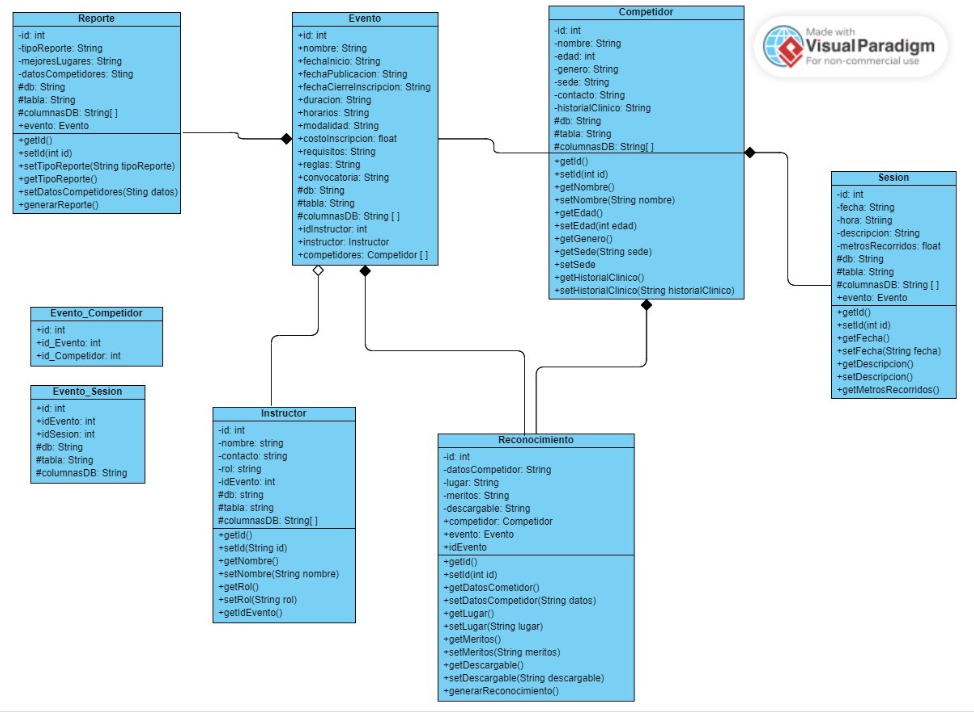 Reporte
-id: int
-tipoReporte: String
-mejoresLugares: String
-datosCompetidores: Sting
#db: String
#tabla: String
#columnasDB: String[ ]
+evento: Evento
+getId()
+setId(int id)
+setTipoReporte(String tipoReporte)
+getTipoReporte()
+setDatosCompetidores(Sting datos)
+generarReporte()
Evento
+id: int
+nombre: String
+fechaInicio: String
+fechaPublicacion: String
+fechaCierreInscripcion: String
+duracion: String
+horarios: String
+modalidad: String
+costoInscripcion: float
+requisitos: String
+reglas: String
+convocatoria: String
#db: String
#tabla: String
#columnasDB: String [ ]
+idInstructor: int
+instructor: Instructor
+competidores: Competidor [ ]
Competidor
-id: int
-nombre: String
-edad: int
-genero: String
-sede: String
-contacto: String
-historialClinico: String
#db: String
#tabla: String
#columnasDB: String[ ]
+getId()
+setId(int id)
+getNombre()
+setNombre(String nombre)
+getEdad()
+setEdad(int edad)
+getGenero()
+getSede(String sede)
+setSede
+getHistorialClinico()
+setHistorialClinico(String historialClinico)
Made with
VisualParadigm
For non-commercial use
Sesion
-id: int
-fecha: String
-hora: Striing
-descripcion: String
-metrosRecorridos: float
#db: String
#tabla: String
#columnasDB: String [ ]
+evento: Evento
+getId()
+setId(int id)
+getFecha()
+setFecha(String fecha)
+getDescripcion()
+setDescripcion()
+getMetrosRecorridos()
Evento_Competidor
+id: int
+id_Evento: int
+id_Competidor: int
Evento_Sesion
+id: int
+idEvento: int
+idSesion: int
#db: String
#tabla: String
#columnasDB: String
Instructor
-id: int
-nombre: string
-contacto: string
-rol: string
-idEvento: int
#db: string
#tabla: string
#columnasDB: String[ ]
+getId()
+setId(String id)
+getNombre()
+setNombre(String nombre)
+getRol()
+setRol(String rol)
+getIdEvento()
Reconocimiento
-id: int
-datosCompetidor: String
-lugar: String
-meritos: String
-descargable: String
+competidor: Competidor
+evento: Evento
+idEvento
+getId()
+setId(int id)
+getDatosCometidor()
+setDatosCompetidor(String datos)
+getLugar()
+setLugar(String lugar)
+getMeritos()
+setMeritos(String meritos)
+getDescargable()
+setDescargable(String descargable)
+generarReconocimiento()